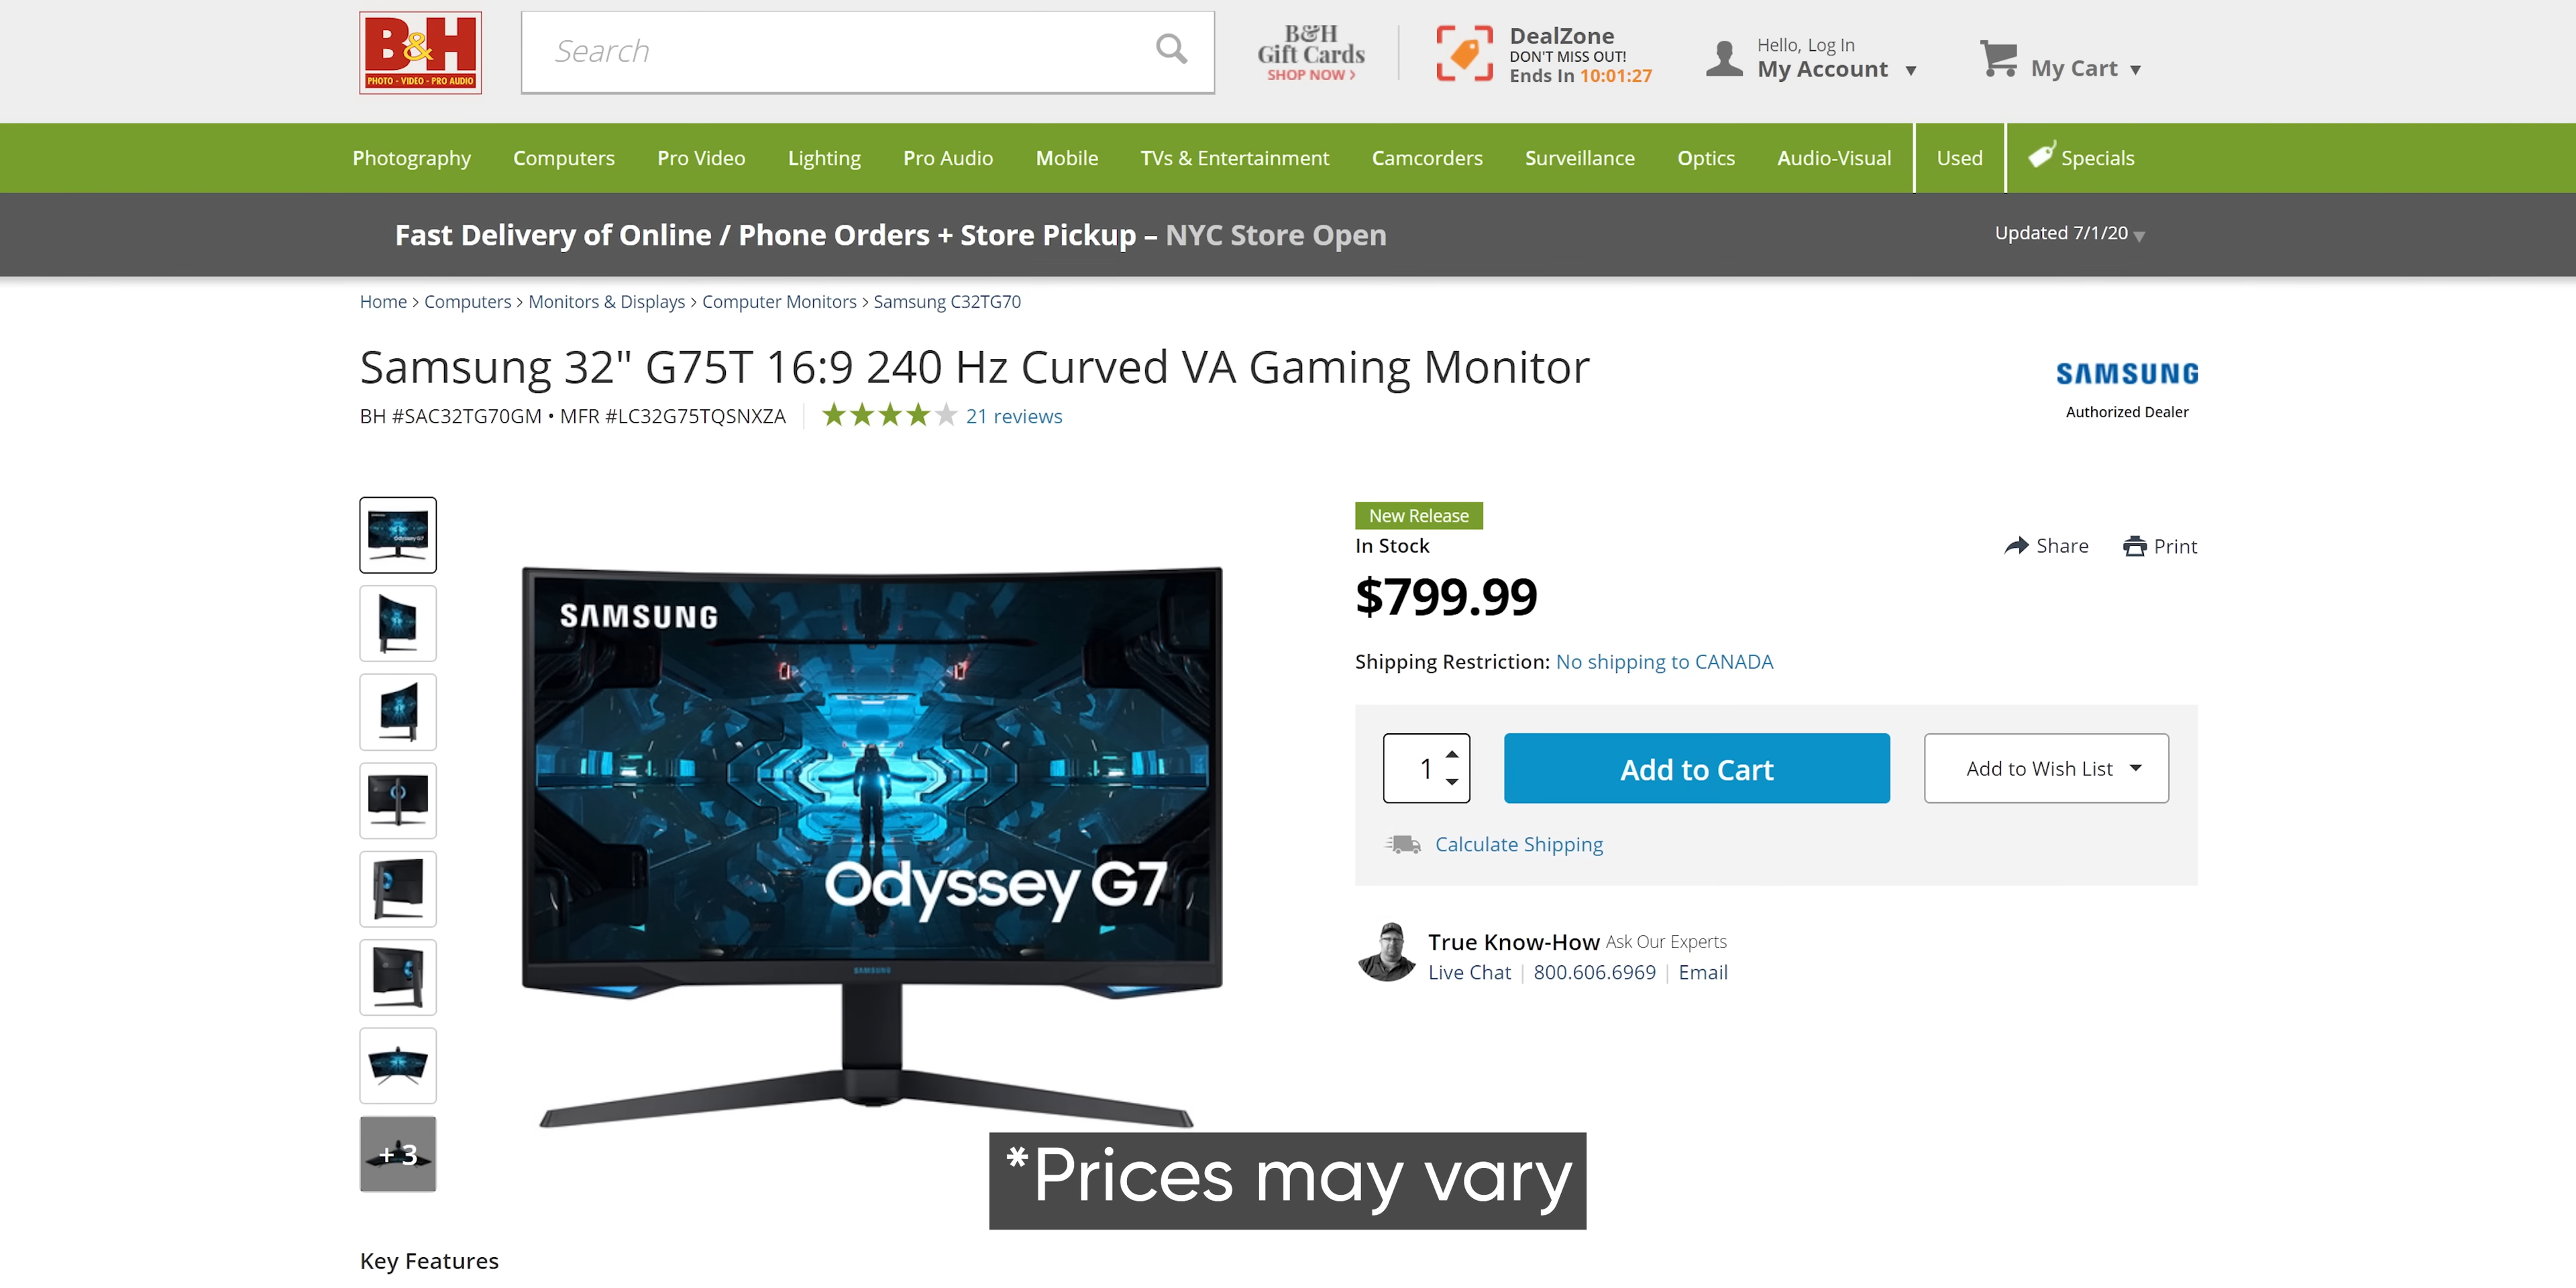 B&H
PHOTO - VIDEO - PRO AUDIO
Search
B&H
Gift Cards
SHOP NOW >
DealZone
DON'T MISS OUT!
Ends In 10:01:27
Hello, Log In
My Account
My Cart
Photography Computers Pro Video Lighting Pro Audio Mobile TVs & Entertainment Camcorders Surveillance Optics Audio-Visual Used Specials
Fast Delivery of Online / Phone Orders + Store Pickup – NYC Store Open
Updated 7/1/20
Home > Computers > Monitors & Displays > Computer Monitors > Samsung C32TG70
Samsung 32" G75T 16:9 240 Hz Curved VA Gaming Monitor
BH #SAC32TG70GM • MFR #LC32G75TQSNXZA
21 reviews
SAMSUNG
Authorized Dealer
New Release
In Stock
Share
Print
$799.99
Shipping Restriction: No shipping to CANADA
1
Add to Cart
Add to Wish List
Calculate Shipping
True Know-How Ask Our Experts
Live Chat | 800.606.6969 | Email
SAMSUNG
Odyssey G7
SAMSUNG
Odyssey G7
+ 3
*Prices may vary
Key Features